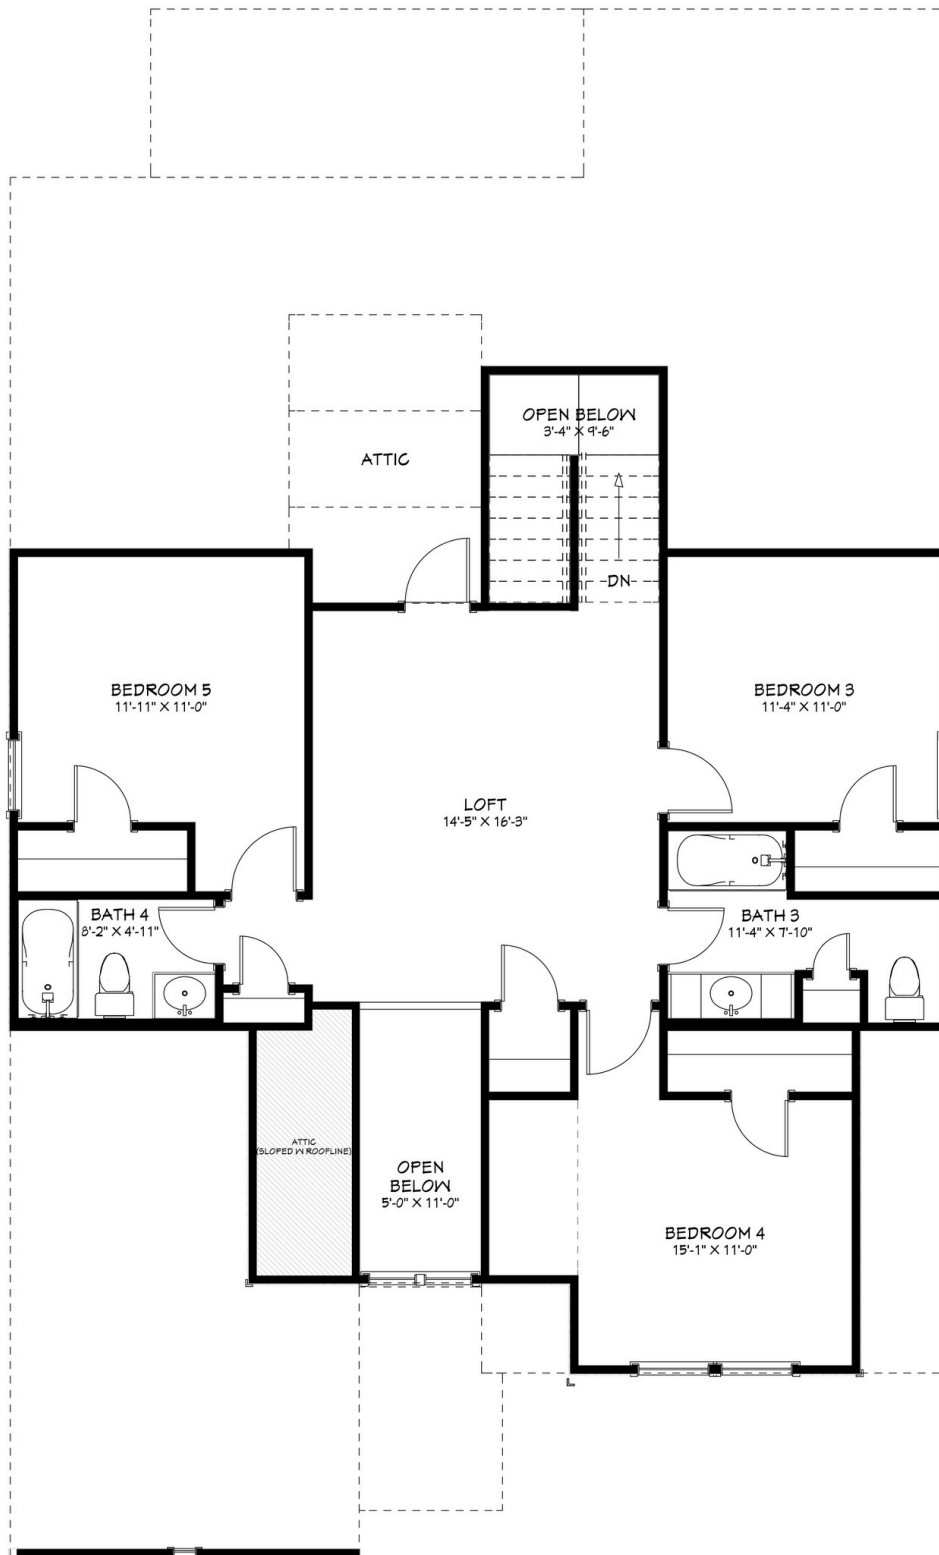 OPEN BELOW
3'-4" X 9'-6"
ATTIC
DN
BEDROOM 5
11'-11" X 11'-0"
BEDROOM 3
11'-4" X 11'-0"
LOFT
14'-5" X 16'-3"
BATH 4
8'-2" X 4'-11"
BATH 3
11'-4" X 7'-10"
ATTIC
(SLOPED W ROOFLINE)
OPEN
BELOW
5'-0" X 11'-0"
BEDROOM 4
15'-1" X 11'-0"